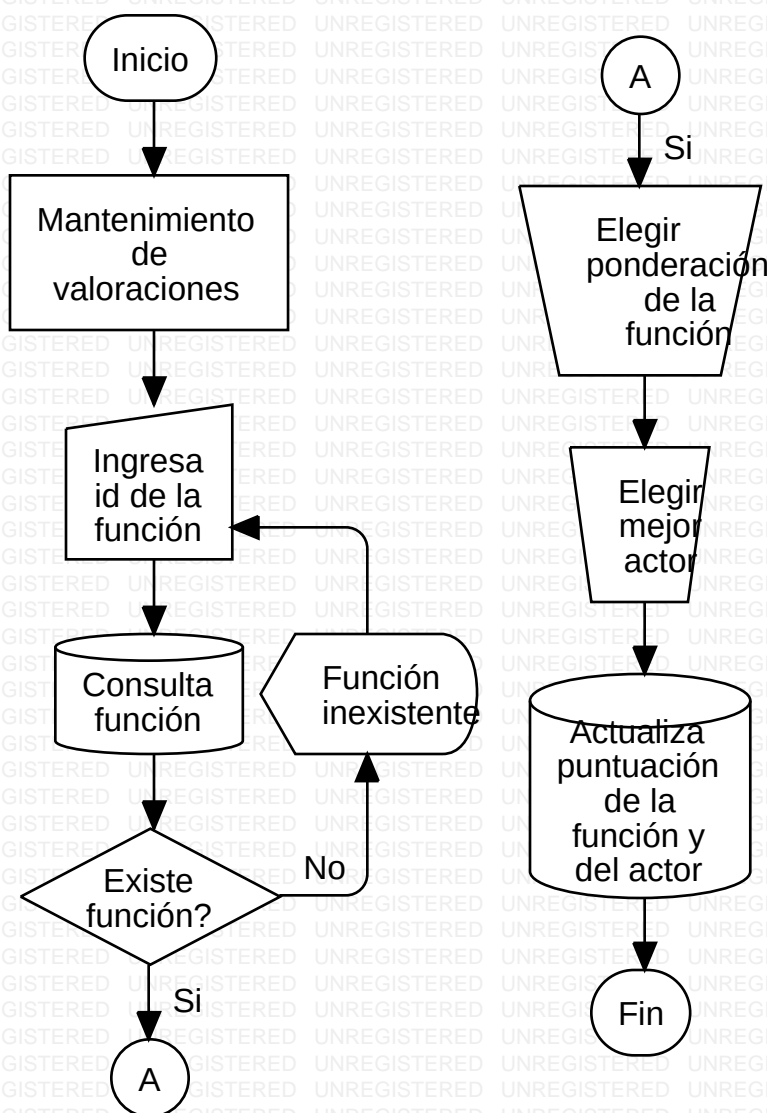 Inicio
Mantenimiento
de
valoraciones
Ingresa
id de la
función
Consulta
función
Función
inexistente
Existe
función?
No
Si
A
A
Si
Elegir
ponderación
de la
función
Elegir
mejor
actor
Actualiza
puntuación
de la
función y
del actor
Fin
UNREGISTERED